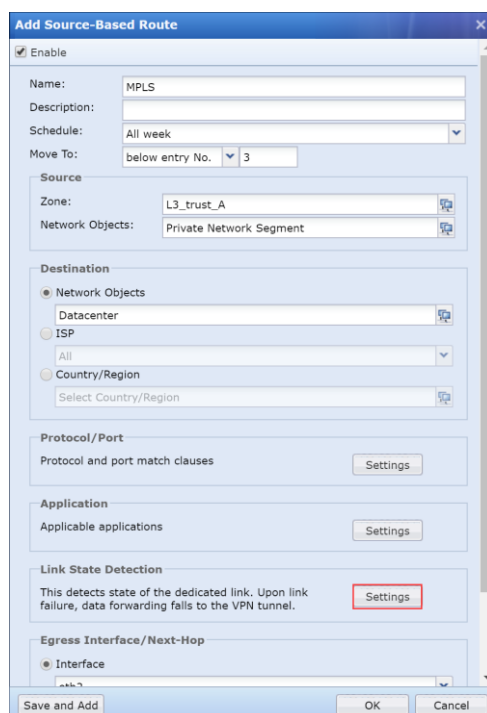 Add Source-Based Route
Enable
Name: MPLS
Description:
Schedule: All week
Move To: below entry No. 3
Source
Zone: L3_trust_A
Network Objects: Private Network Segment
Destination
Network Objects
Datacenter
ISP
All
Country/Region
Select Country/Region
Protocol/Port
Protocol and port match clauses Settings
Application
Applicable applications Settings
Link State Detection
This detects state of the dedicated link. Upon link
failure, data forwarding falls to the VPN tunnel. Settings
Egress Interface/Next-Hop
Interface
Save and Add OK Cancel